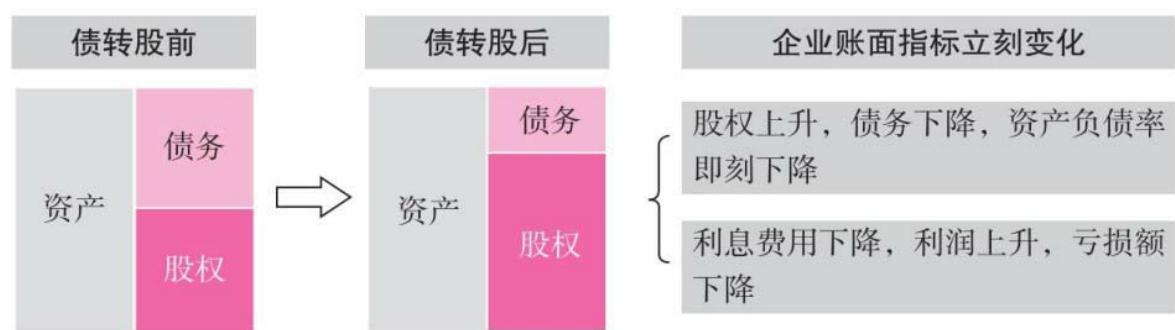 债转股前
债转股后
企业账面指标立刻变化
资产
债务
股权
资产
债务
股权
股权上升，债务下降，资产负债率
即刻下降
利息费用下降，利润上升，亏损额
下降